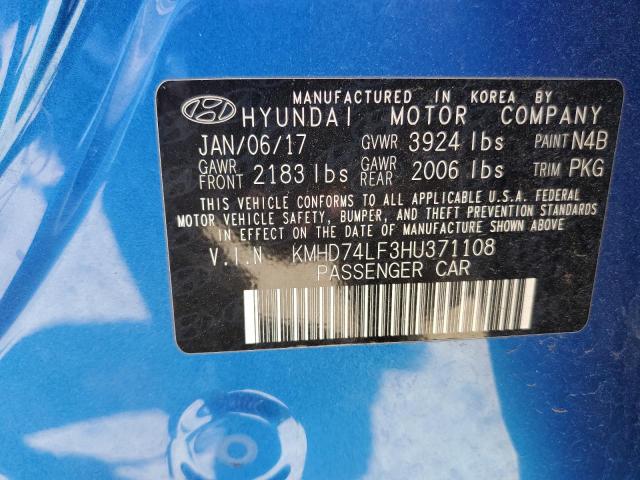 MANUFACTURED IN KOREA BY
HYUNDAI MOTOR COMPANY
JAN/06/17 GVWR 3924 lbs PAINT N4B
GAWR FRONT 2183 lbs GAWR REAR 2006 lbs TRIM PKG
THIS VEHICLE CONFORMS TO ALL APPLICABLE U.S.A. FEDERAL
MOTOR VEHICLE SAFETY, BUMPER, AND THEFT PREVENTION STANDARDS
IN EFFECT ON THE DATE OF MANUFACTURE SHOWN ABOVE
V.I.N KMHD74LF3HU371108
PASSENGER CAR